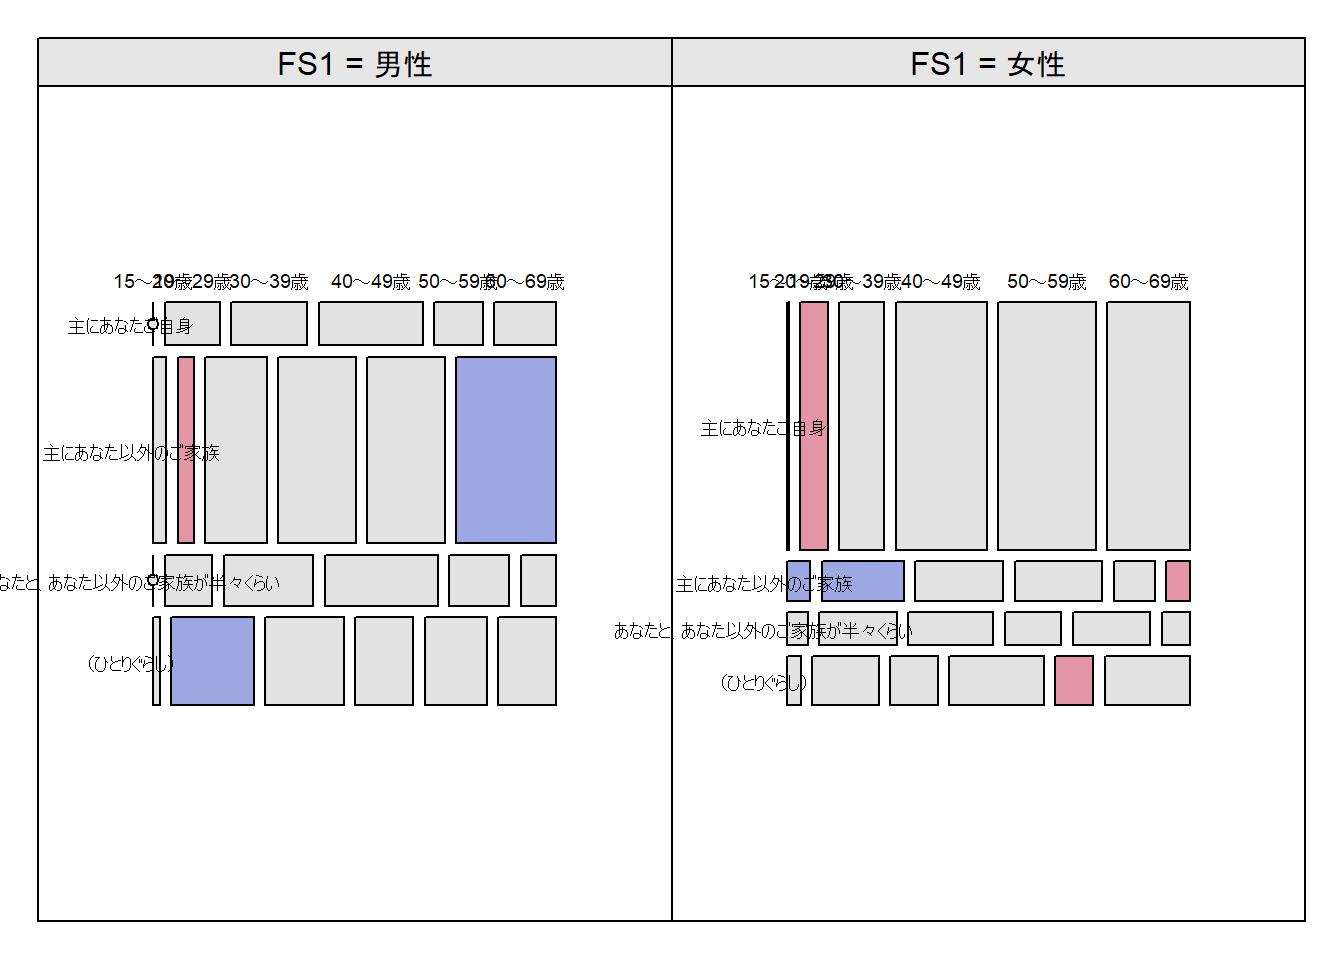 FS1 = 男性
FS1 = 女性
15～19歳 20～29歳 30～39歳 40～49歳 50～59歳 60～69歳
主にあなたご自身
主にあなた以外のご家族
なたと、あなた以外のご家族が半々くらい
（ひとりぐらし）
15～19歳 20～29歳 30～39歳 40～49歳 50～59歳 60～69歳
主にあなたご自身
主にあなた以外のご家族
あなたと、あなた以外のご家族が半々くらい
（ひとりぐらし）